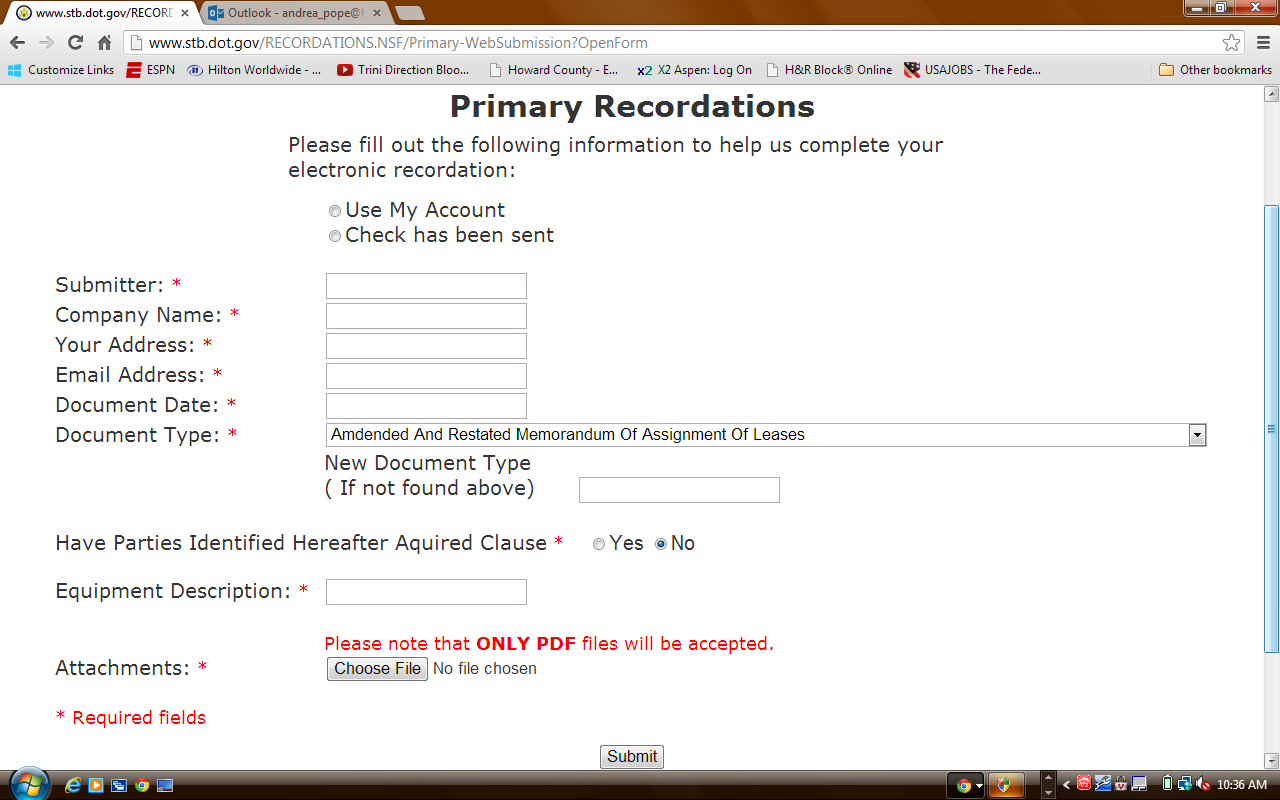 www.stb.dot.gov/RECORD
Outlook - andrea_pope@
www.stb.dot.gov/RECORDATIONS.NSF/Primary-WebSubmission?OpenForm
Customize Links ESPN Hilton Worldwide - ... Trini Direction Bloo... Howard County - E... x2 X2 Aspen: Log On H&R Block® Online USAJOBS - The Fede... Other bookmarks
Primary Recordations
Please fill out the following information to help us complete your
electronic recordation:
Use My Account
Check has been sent
Submitter: *
Company Name: *
Your Address: *
Email Address: *
Document Date: *
Document Type: * Amdended And Restated Memorandum Of Assignment Of Leases
New Document Type
( If not found above)
Have Parties Identified Hereafter Aquired Clause * Yes No
Equipment Description: *
Please note that ONLY PDF files will be accepted.
Attachments: * Choose File No file chosen
* Required fields
Submit
10:36 AM